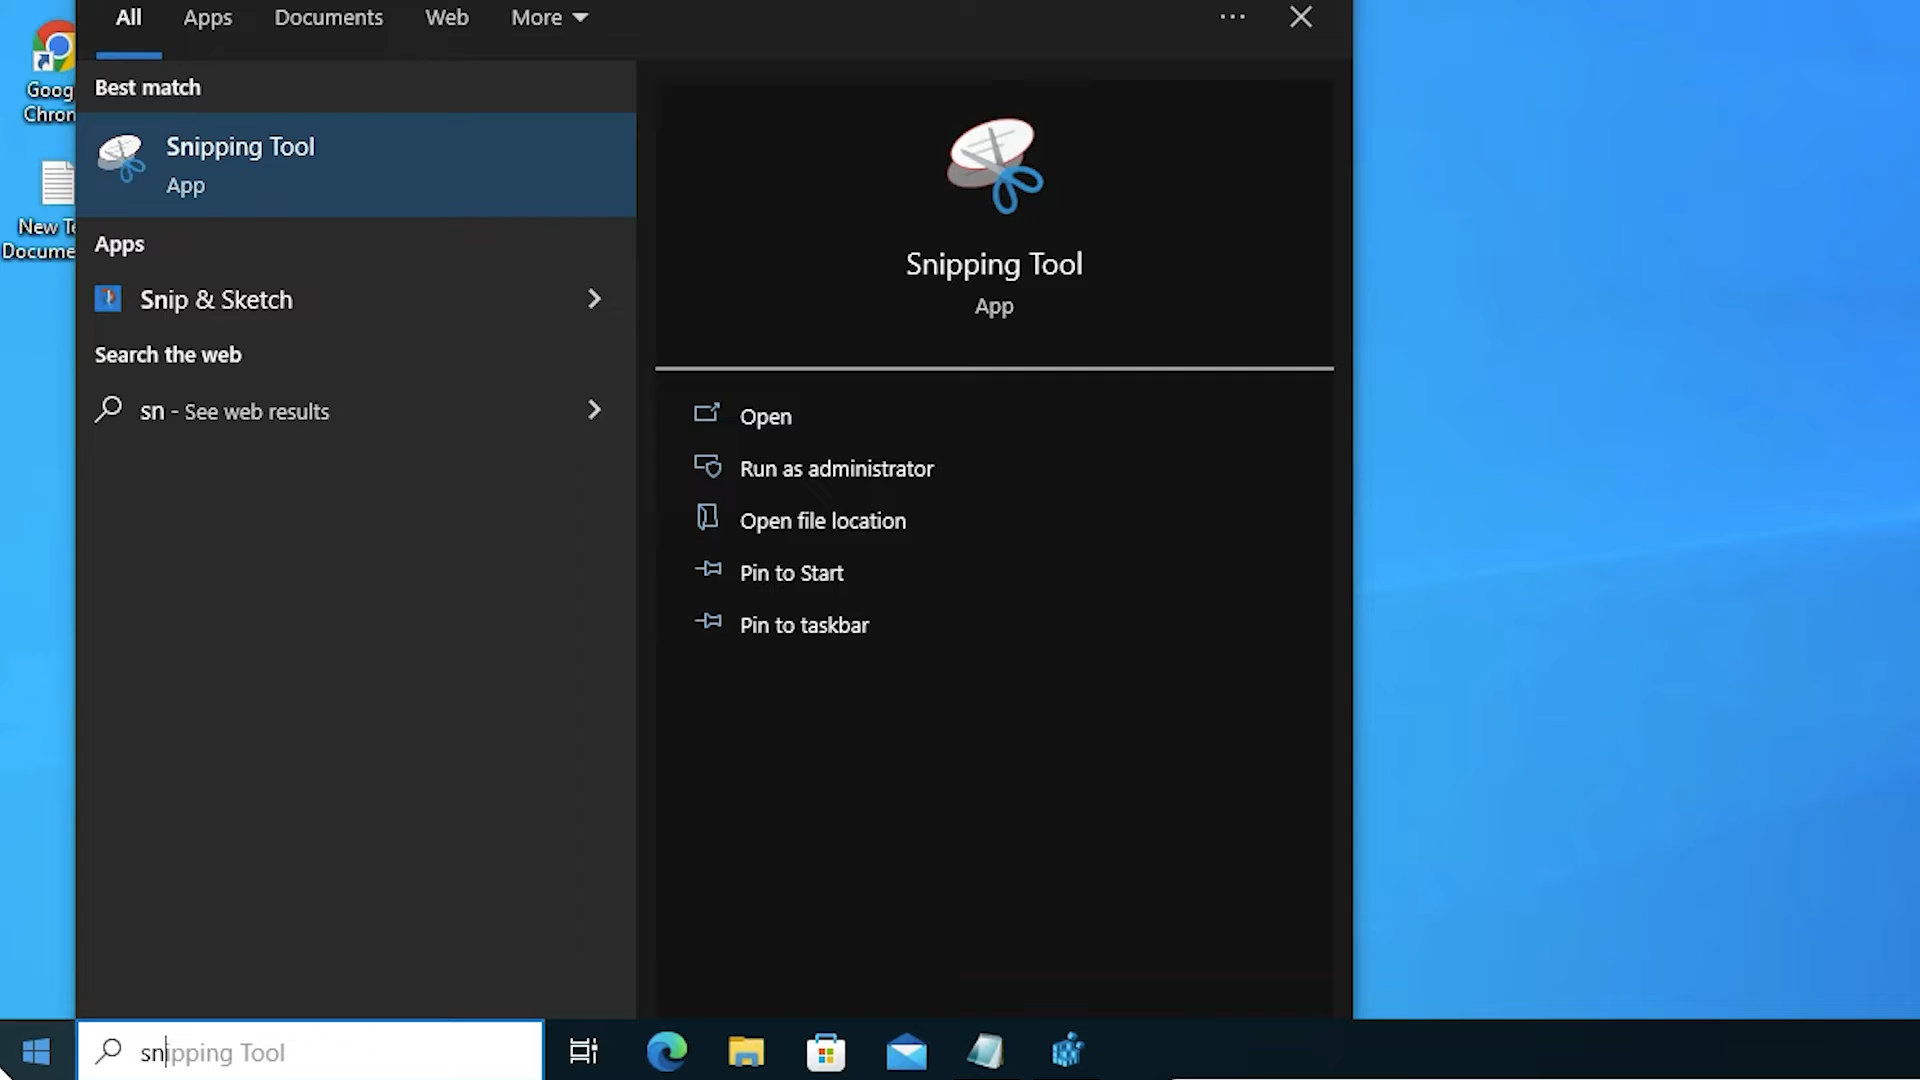 All Apps Documents Web More
Goog
Chron
New Te
Docume
Best match
Snipping Tool
App
Apps
Snip & Sketch
Search the web
sn - See web results
Snipping Tool
App
Open
Run as administrator
Open file location
Pin to Start
Pin to taskbar
snipping Tool